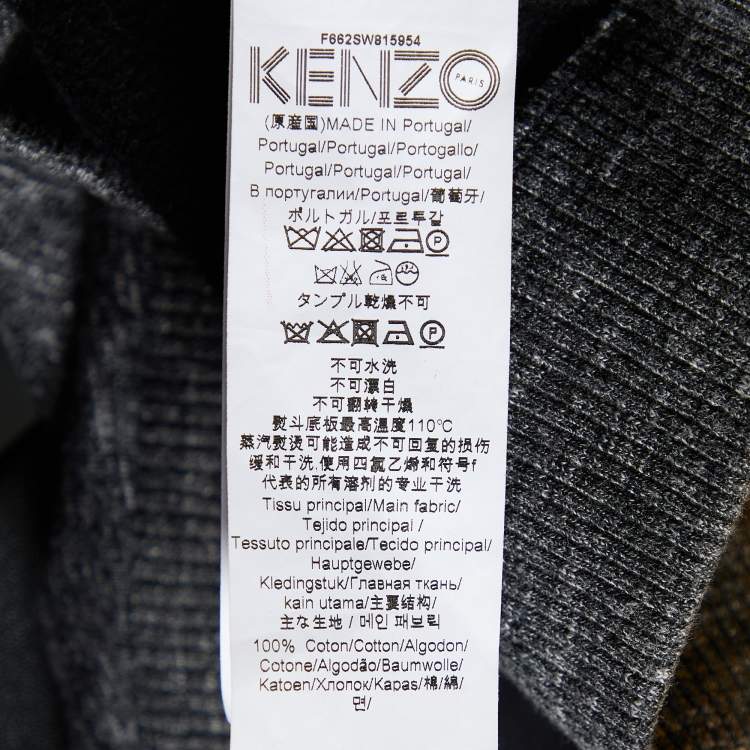 F662SW815954
KENZO PARIS
(原産国)MADE IN Portugal/
Portugal/Portugal/Portogallo/
Portugal/Portugal/Portugal/
В португалии/Portugal/葡萄牙/
ポルトガル/포르투갈
P
タンブル乾燥不可
P
不可水洗
不可漂白
不可翻轉干燥
熨斗底板最高溫度110°C
蒸汽熨烫可能造成不可回复的损伤
缓和干洗,使用四氯乙烯和符号f
代表的所有溶剂的专业干洗
Tissu principal/Main fabric/
Tejido principal /
Tessuto principale/Tecido principal/
Hauptgewebe/
Kledingstuk/Главная ткань/
kain utama/主要结构/
主な生地 / 메인 패브릭
100% Coton/Cotton/Algodon/
Cotone/Algodão/Baumwolle/
Katoen/Хлопок/Kapas/棉/綿/
면/